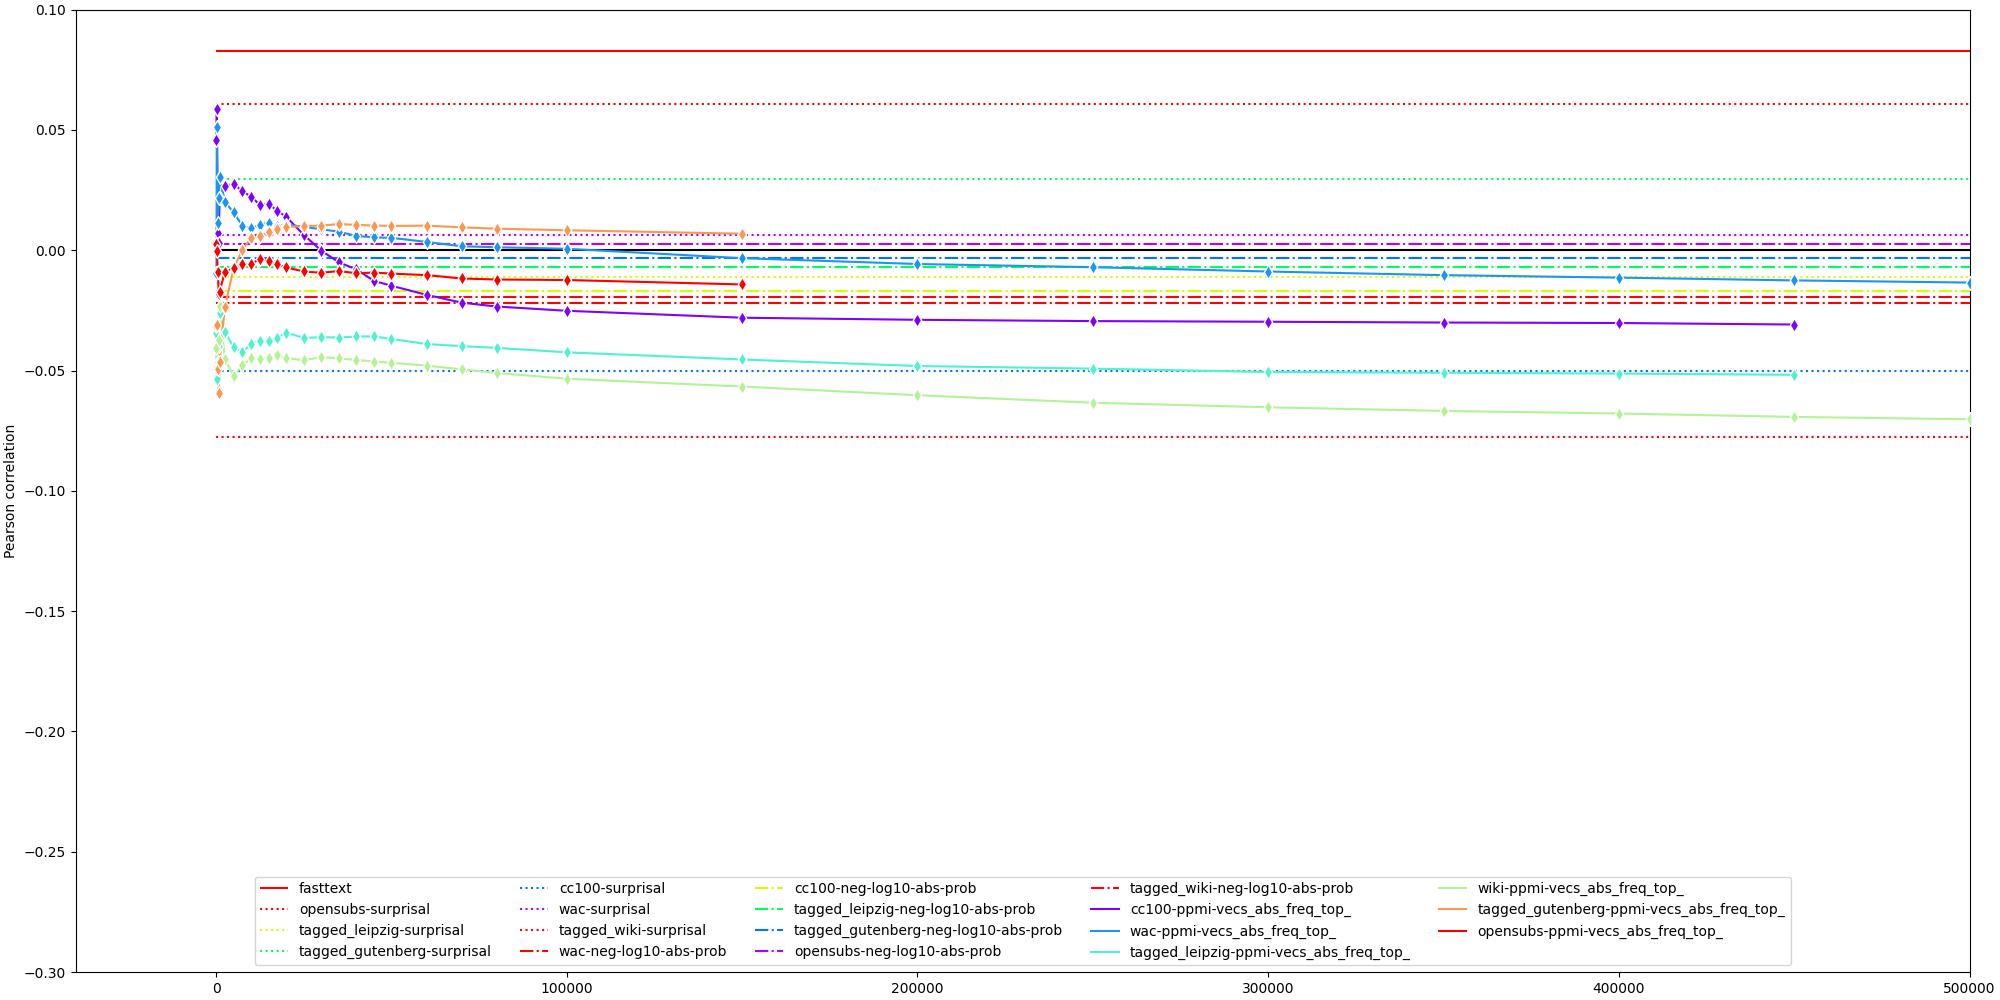 0.10
0.05
0.00
−0.05
−0.10
−0.15
−0.20
−0.25
−0.30
Pearson correlation
fasttext
opensubs-surprisal
tagged_leipzig-surprisal
tagged_gutenberg-surprisal
cc100-surprisal
wac-surprisal
tagged_wiki-surprisal
wac-neg-log10-abs-prob
cc100-neg-log10-abs-prob
tagged_leipzig-neg-log10-abs-prob
tagged_gutenberg-neg-log10-abs-prob
opensubs-neg-log10-abs-prob
tagged_wiki-neg-log10-abs-prob
cc100-ppmi-vecs_abs_freq_top_
wac-ppmi-vecs_abs_freq_top_
tagged_leipzig-ppmi-vecs_abs_freq_top_
wiki-ppmi-vecs_abs_freq_top_
tagged_gutenberg-ppmi-vecs_abs_freq_top_
opensubs-ppmi-vecs_abs_freq_top_
0
100000
200000
300000
400000
500000